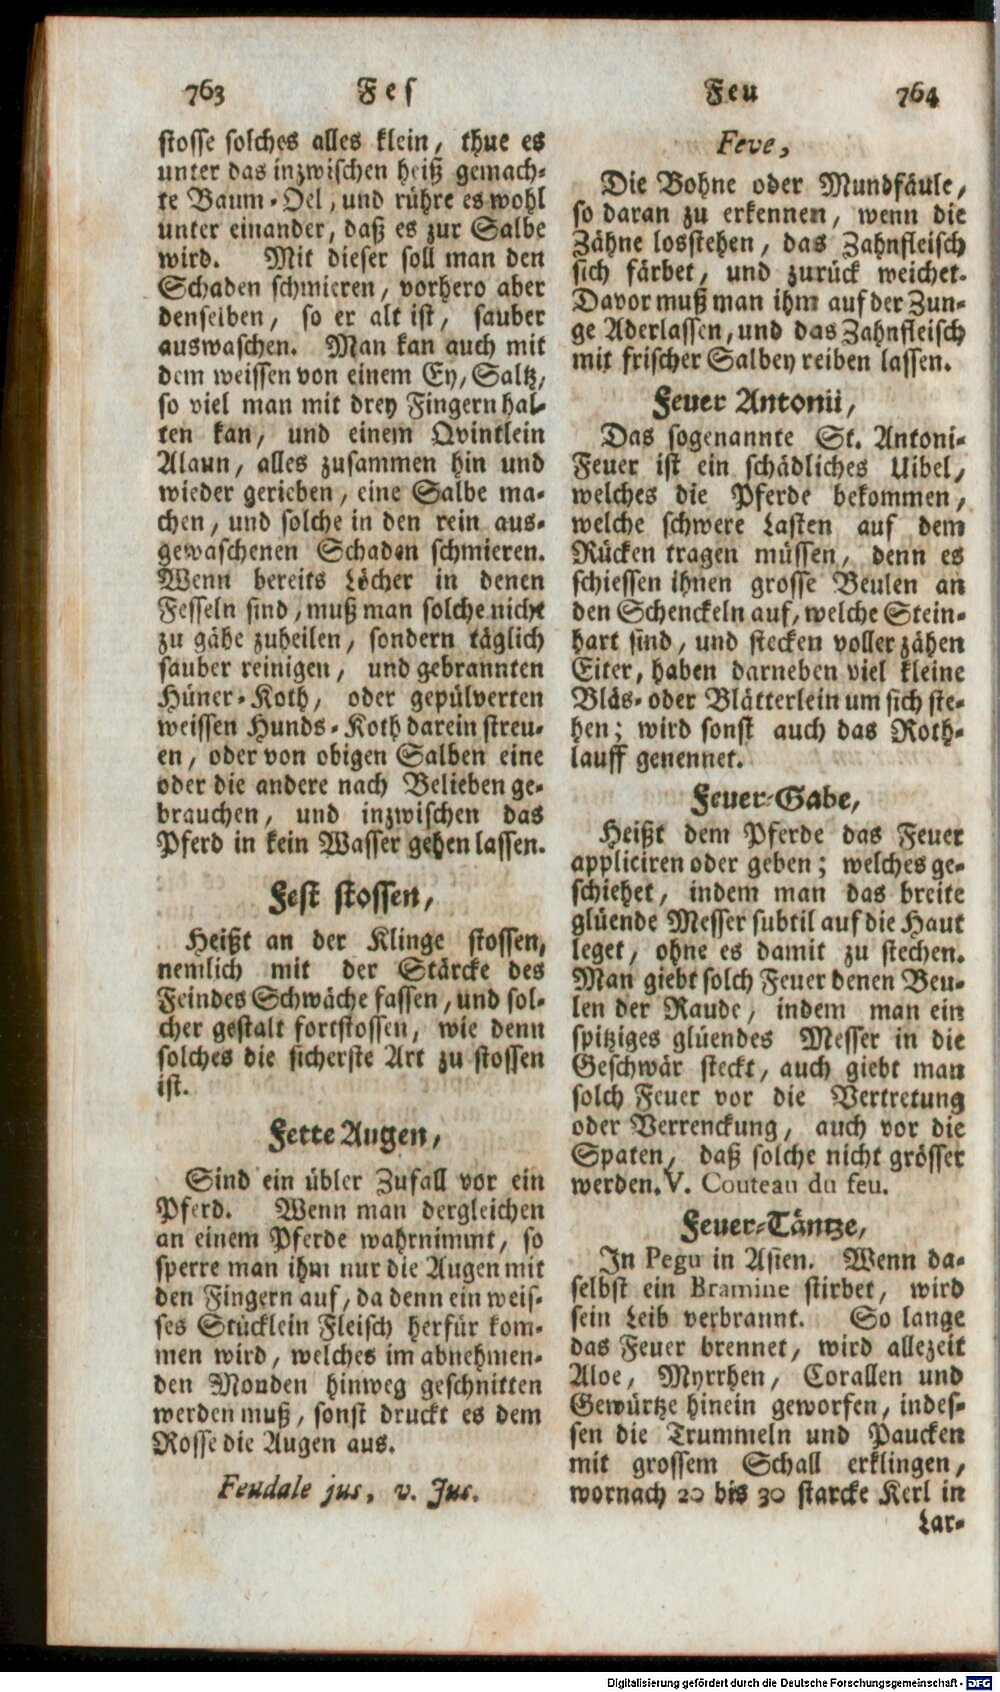 763 Fes
stosse solches alles klein, thue es
unter das inzwischen heiß gemach-
te Baum-Oel, und rühre es wohl
unter einander, daß es zur Salbe
wird. Mit dieser soll man den
Schaden schmieren, vorhero aber
denselben, so er alt ist, sauber
auswaschen. Man kan auch mit
dem weissen von einem Ey, Saltz,
so viel man mit drey Fingern hal-
ten kan, und einem Qvintlein
Alaun, alles zusammen hin und
wieder gerieben, eine Salbe ma-
chen, und solche in den rein aus-
gewaschenen Schaden schmieren.
Wenn bereits Löcher in denen
Fesseln sind, muß man solche nicht
zu gähe zuheilen, sondern täglich
sauber reinigen, und gebrannten
Hüner-Koth, oder gepülverten
weissen Hunds-Koth darein streu-
en, oder von obigen Salben eine
oder die andere nach Belieben ge-
brauchen, und inzwischen das
Pferd in kein Wasser gehen lassen.
Fest stossen,
Heißt an der Klinge stossen,
nemlich mit der Stärcke des
Feindes Schwäche fassen, und sol-
cher gestalt fortstossen, wie denn
solches die sicherste Art zu stossen
ist.
Fette Augen,
Sind ein übler Zufall vor ein
Pferd. Wenn man dergleichen
an einem Pferde wahrnimmt, so
sperre man ihm nur die Augen mit
den Fingern auf, da denn ein weis-
ses Stücklein Fleisch herfür kom-
men wird, welches im abnehmen-
den Monden hinweg geschnitten
werden muß, sonst druckt es dem
Rosse die Augen aus.
Feudale jus, v. Jus.
Feu 764
Feve,
Die Bohne oder Mundfäule,
so daran zu erkennen, wenn die
Zähne losstehen, das Zahnfleisch
sich färbet, und zurück weichet.
Davor muß man ihm auf der Zun-
ge Aderlassen, und das Zahnfleisch
mit frischer Salbey reiben lassen.
Feuer Antonii,
Das sogenannte St. Antoni-
Feuer ist ein schädliches Uibel,
welches die Pferde bekommen,
welche schwere Lasten auf dem
Rücken tragen müssen, denn es
schiessen ihnen grosse Beulen an
den Schenckeln auf, welche Stein-
hart sind, und stecken voller zähen
Eiter, haben darneben viel kleine
Bläs- oder Blätterlein um sich ste-
hen; wird sonst auch das Roth-
lauff genennet.
Feuer-Gabe,
Heißt dem Pferde das Feuer
appliciren oder geben; welches ge-
schiehet, indem man das breite
glüende Messer subtil auf die Haut
leget, ohne es damit zu stechen.
Man giebt solch Feuer denen Beu-
len der Raude, indem man ein
spitziges glüendes Messer in die
Geschwär steckt, auch giebt man
solch Feuer vor die Vertretung
oder Verrenckung, auch vor die
Spaten, daß solche nicht grösser
werden. V. Couteau du feu.
Feuer-Täntze,
In Pegu in Asien. Wenn da-
selbst ein Bramine stirbet, wird
sein Leib verbrannt. So lange
das Feuer brennet, wird allezeit
Aloe, Myrrhen, Corallen und
Gewürtze hinein geworfen, indes-
sen die Trummeln und Paucken
mit grossem Schall erklingen,
wornach 20 bis 30 starcke Kerl in
Lar-
Digitalisierung gefördert durch die Deutsche Forschungsgemeinschaft - DFG